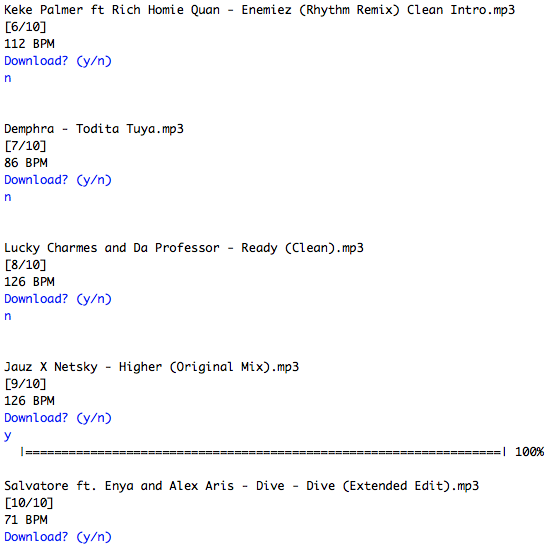 Keke Palmer ft Rich Homie Quan - Enemiez (Rhythm Remix) Clean Intro.mp3
[6/10]
112 BPM
Download? (y/n)
n
Demphra - Todita Tuya.mp3
[7/10]
86 BPM
Download? (y/n)
n
Lucky Charmes and Da Professor - Ready (Clean).mp3
[8/10]
126 BPM
Download? (y/n)
n
Jauz X Netsky - Higher (Original Mix).mp3
[9/10]
126 BPM
Download? (y/n)
y
|==================================================================| 100%
Salvatore ft. Enya and Alex Aris - Dive - Dive (Extended Edit).mp3
[10/10]
71 BPM
Download? (y/n)